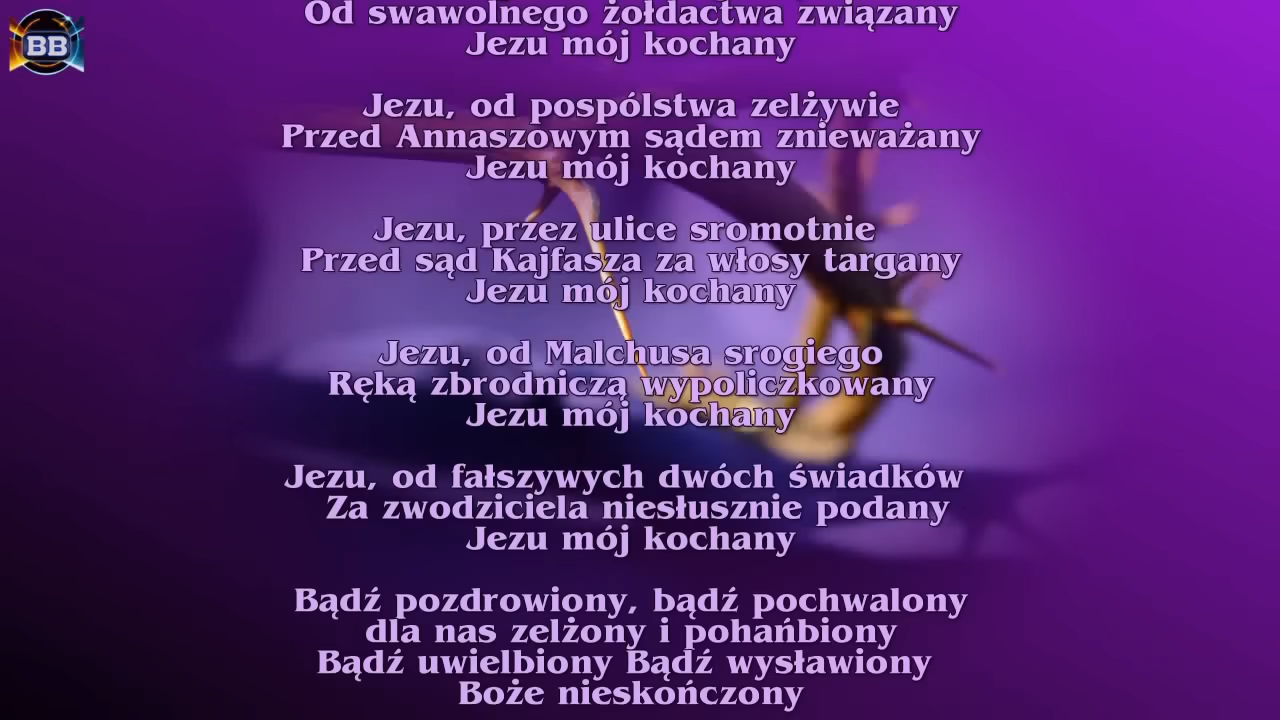 BB
Od swawolnego żołdactwa związany
Jezu mój kochany
Jezu, od pospólstwa zelżywie
Przed Annaszowym sądem znieważany
Jezu mój kochany
Jezu, przez ulice sromotnie
Przed sąd Kajfasza za włosy targany
Jezu mój kochany
Jezu, od Malchusa srogiego
Ręką zbrodniczą wypoliczkowany
Jezu mój kochany
Jezu, od fałszywych dwóch świadków
Za zwodziciela niesłusznie podany
Jezu mój kochany
Bądź pozdrowiony, bądź pochwalony
dla nas zelżony i pohańbiony
Bądź uwielbiony Bądź wysławiony
Boże nieskończony